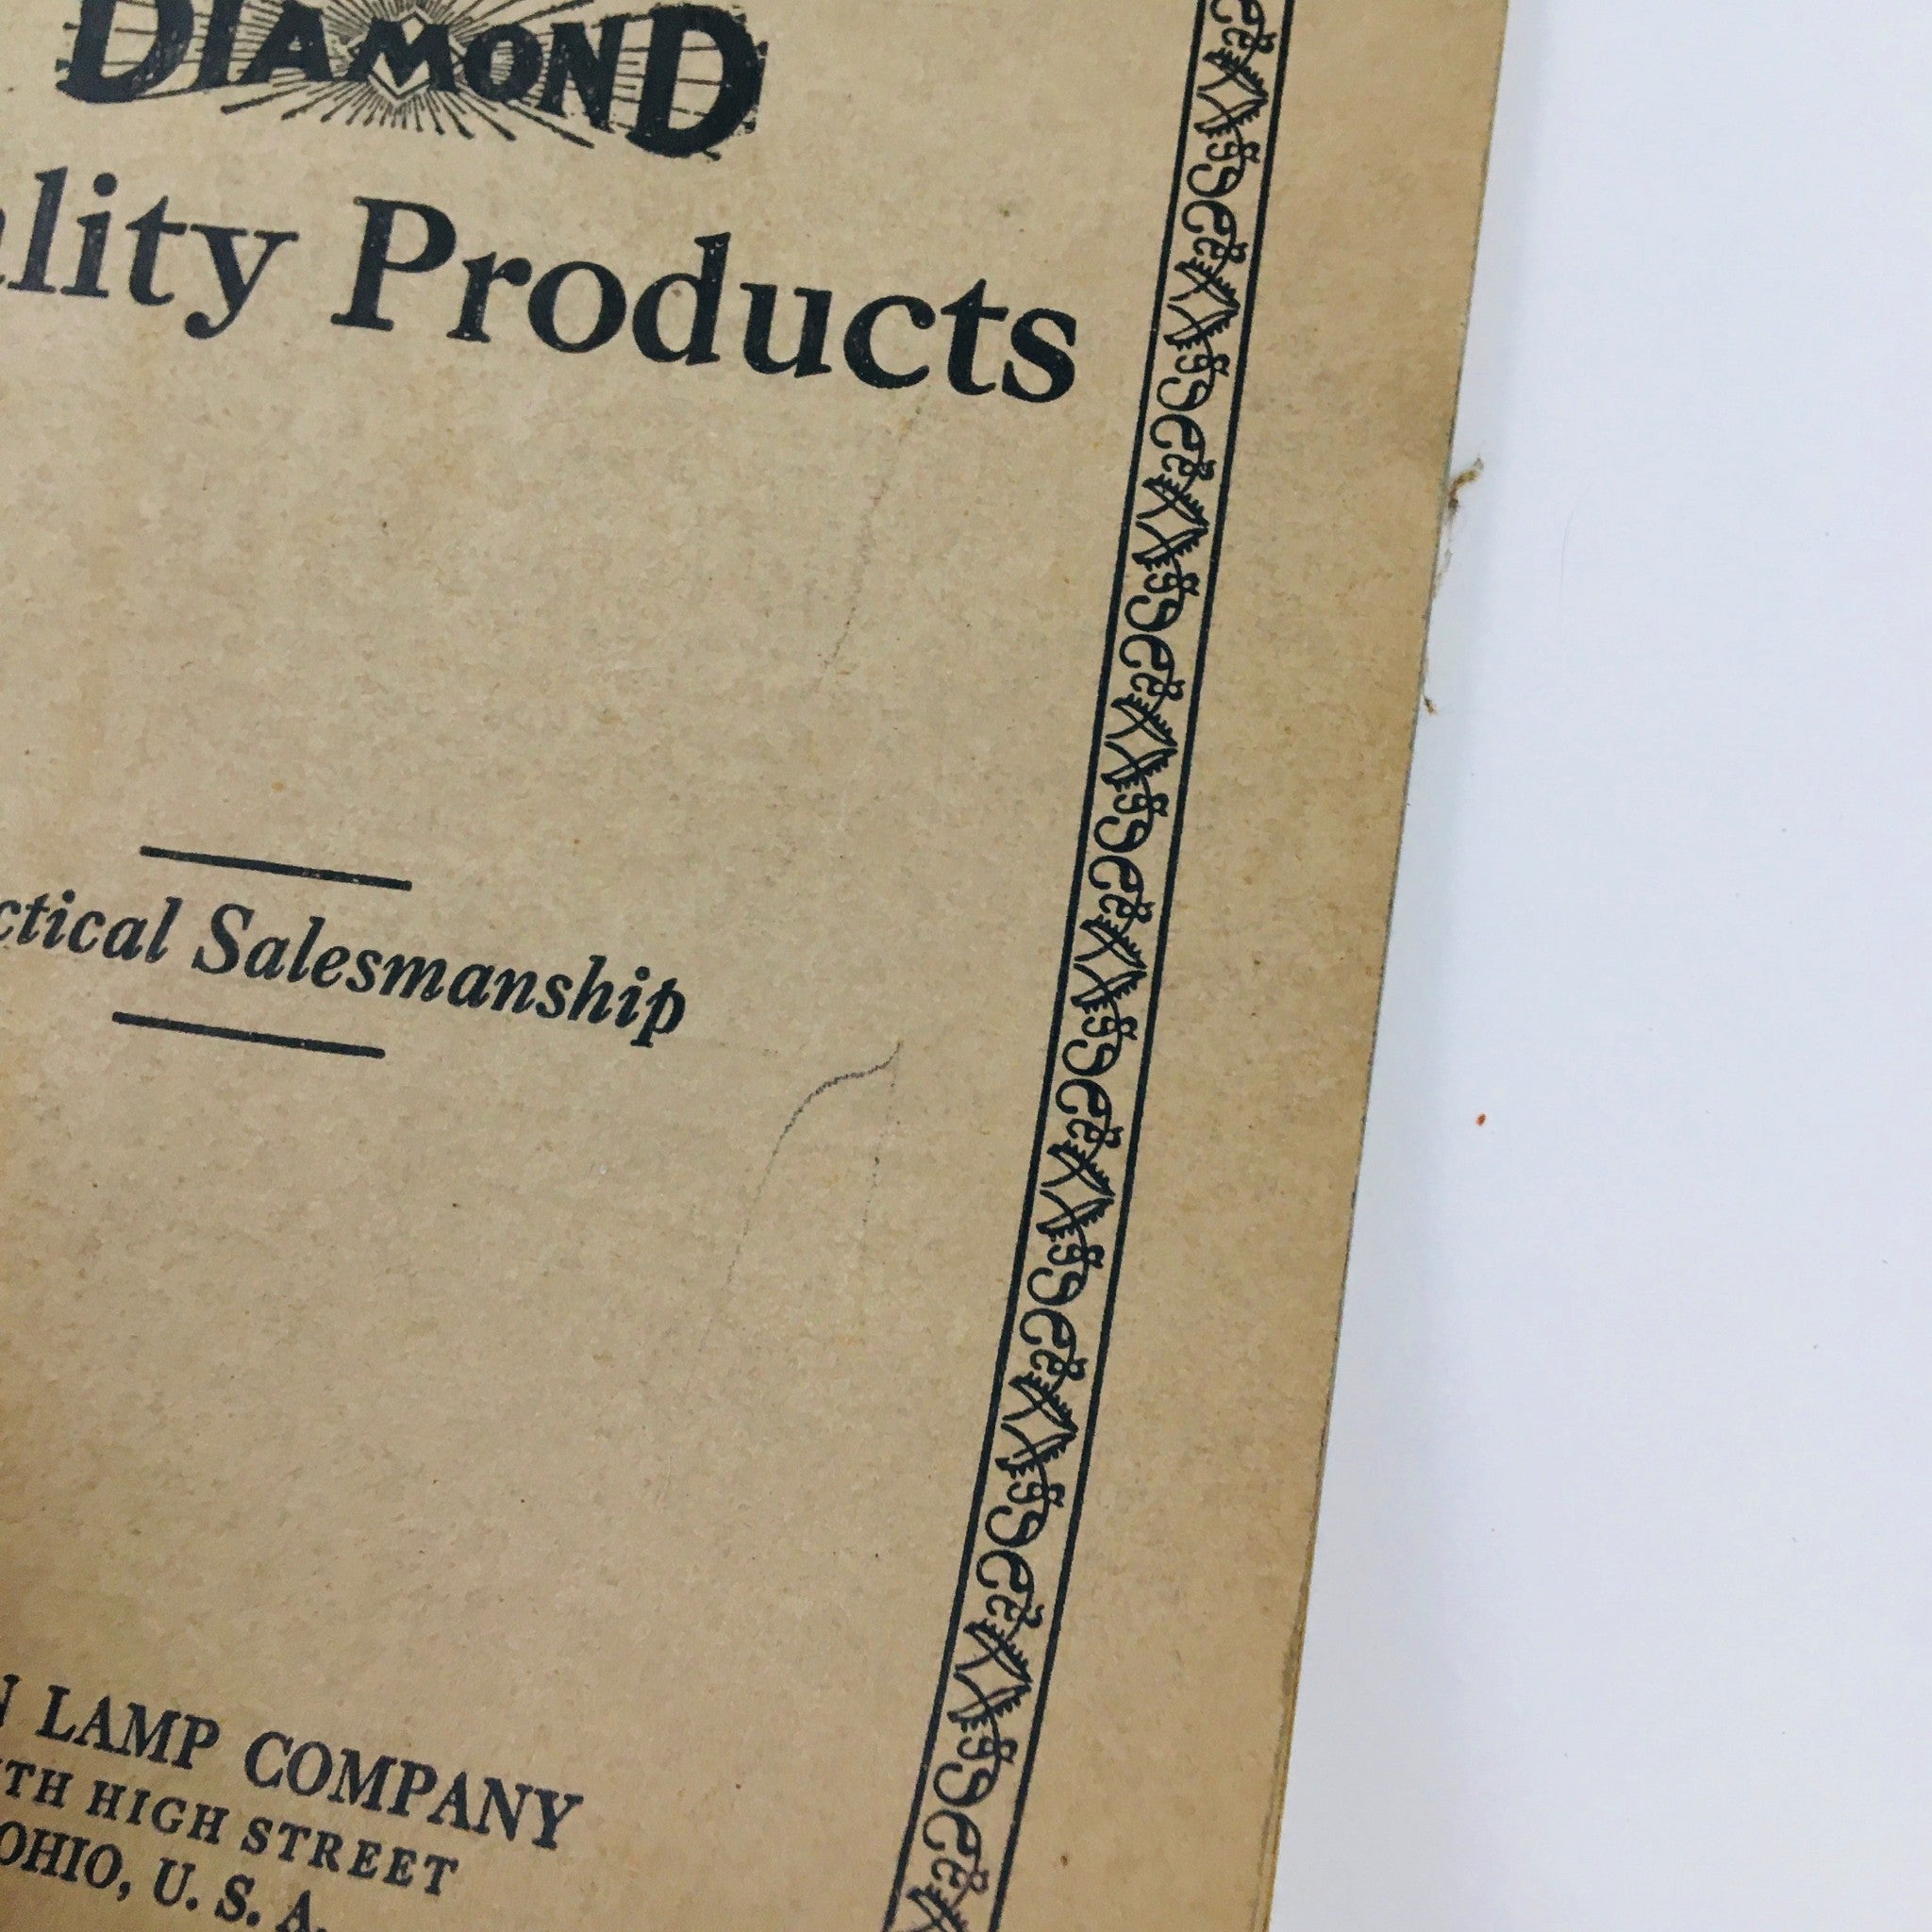 DIAMOND
ality Products
ctical Salesmanship
N LAMP COMPANY
TH HIGH STREET
OHIO, U. S. A.